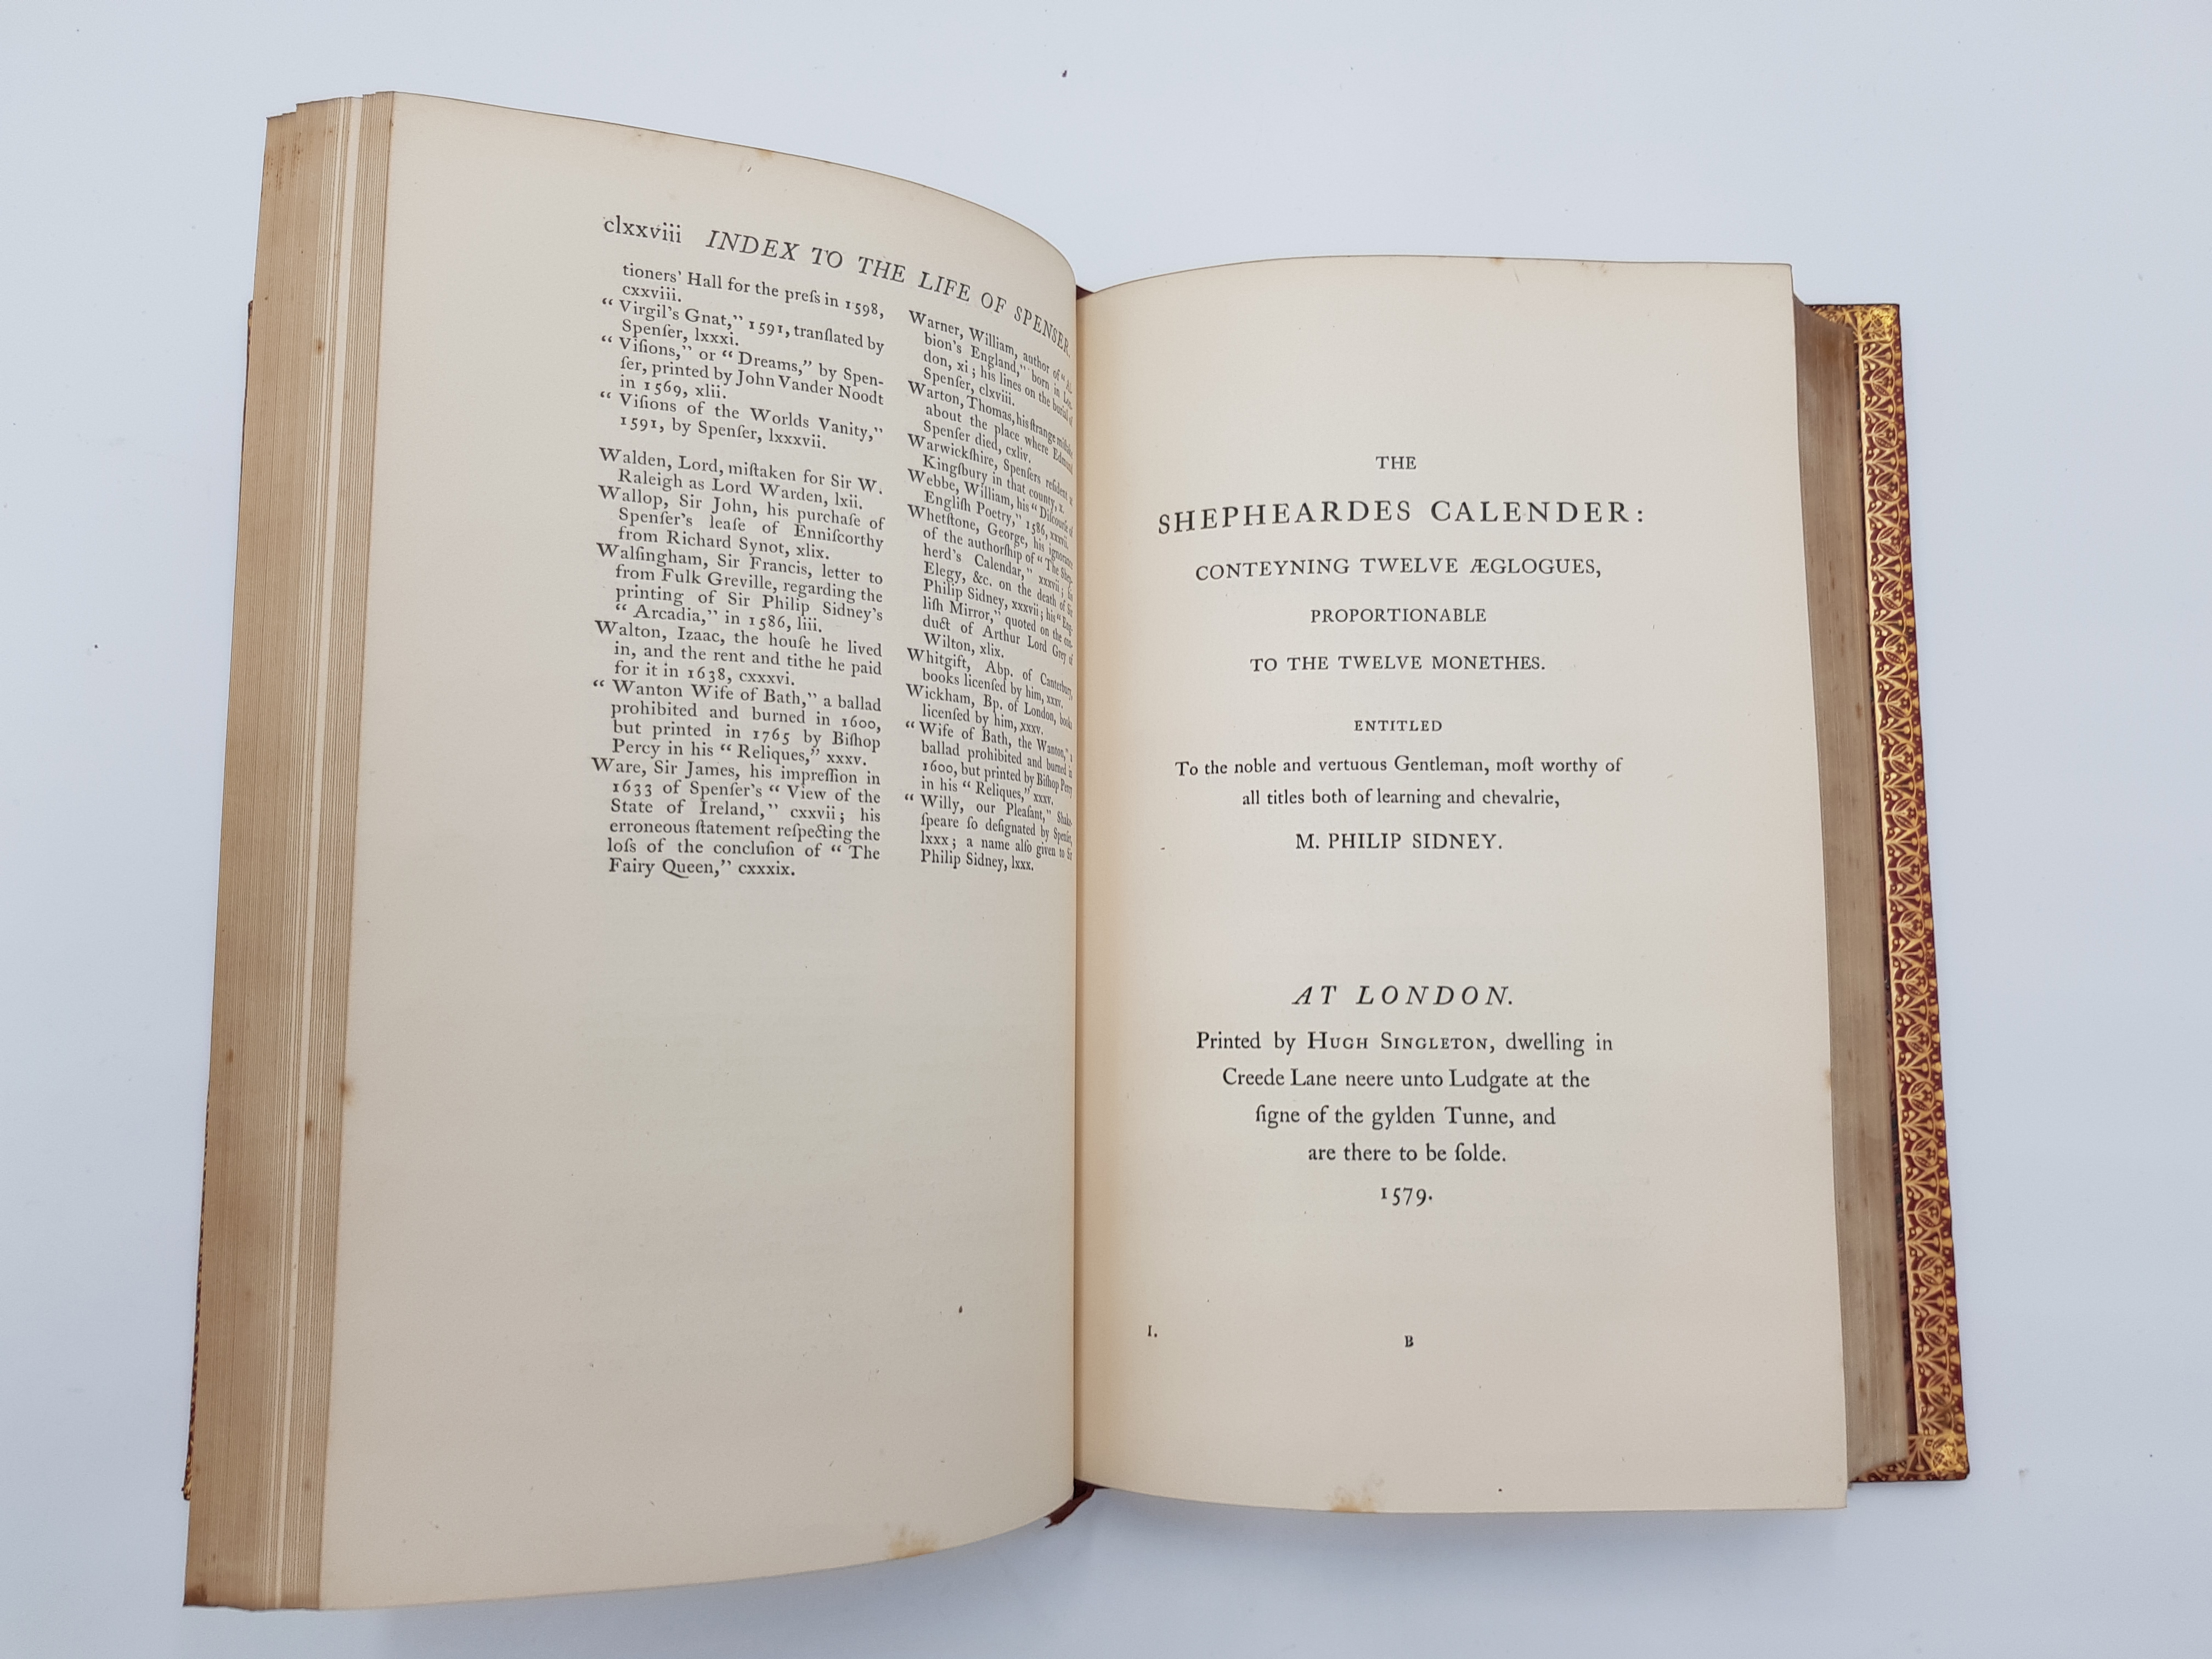 clxxviii INDEX TO THE LIFE OF SPENSER.
tioners' Hall for the preſs in 1598,
cxxviii.
“ Virgil's Gnat,” 1591, tranſlated by
Spenſer, lxxxi.
“ Viſions,” or “ Dreams,” by Spen-
ſer, printed by John Vander Noodt
in 1569, xlii.
“ Viſions of the Worlds Vanity,”
1591, by Spenſer, lxxxvii.
Walden, Lord, miſtaken for Sir W.
Raleigh as Lord Warden, lxii.
Wallop, Sir John, his purchaſe of
Spenſer's leaſe of Enniſcorthy
from Richard Synot, xlix.
Walſingham, Sir Francis, letter to
from Fulk Greville, regarding the
printing of Sir Philip Sidney's
“ Arcadia,” in 1586, liii.
Walton, Izaac, the houſe he lived
in, and the rent and tithe he paid
for it in 1638, cxxxvi.
“ Wanton Wife of Bath,” a ballad
prohibited and burned in 1600,
but printed in 1765 by Biſhop
Percy in his “ Reliques,” xxxv.
Ware, Sir James, his impreſſion in
1633 of Spenſer's “ View of the
State of Ireland,” cxxvii; his
erroneous ſtatement reſpecting the
loſs of the concluſion of “ The
Fairy Queen,” cxxxix.
Warner, William, author of “ Al-
bion's England,” born in Lon-
don, xi; his lines on the burial of
Spenſer, clxviii.
Warton, Thomas, his ſtrange miſtake
about the place where Edmund
Spenſer died, cxliv.
Warwickſhire, Spenſers reſident at
Kingſbury in that county, x.
Webbe, William, his “ Diſcourſe of
Engliſh Poetry,” 1586, xxxvii.
Whetſtone, George, his ignorance
of the authorſhip of “ The Shep-
herd's Calendar,” xxxvii; his
Elegy, &c. on the death of Sir
Philip Sidney, xxxvii; his “ Eng-
liſh Mirror,” quoted on the con-
duct of Arthur Lord Grey of
Wilton, xlix.
Whitgift, Abp. of Canterbury,
books licenſed by him, xxxv.
Wickham, Bp. of London, books
licenſed by him, xxxv.
“ Wife of Bath, the Wanton,” a
ballad prohibited and burned in
1600, but printed by Biſhop Percy
in his “ Reliques,” xxxv.
“ Willy, our Pleaſant,” Shake-
ſpeare ſo deſignated by Spenſer,
lxxx; a name alſo given to Sir
Philip Sidney, lxxx.
THE
SHEPHEARDES CALENDER:
CONTEYNING TWELVE ÆGLOGUES,
PROPORTIONABLE
TO THE TWELVE MONETHES.
ENTITLED
To the noble and vertuous Gentleman, moſt worthy of
all titles both of learning and chevalrie,
M. PHILIP SIDNEY.
AT LONDON.
Printed by HUGH SINGLETON, dwelling in
Creede Lane neere unto Ludgate at the
ſigne of the gylden Tunne, and
are there to be ſolde.
1579.
I. B